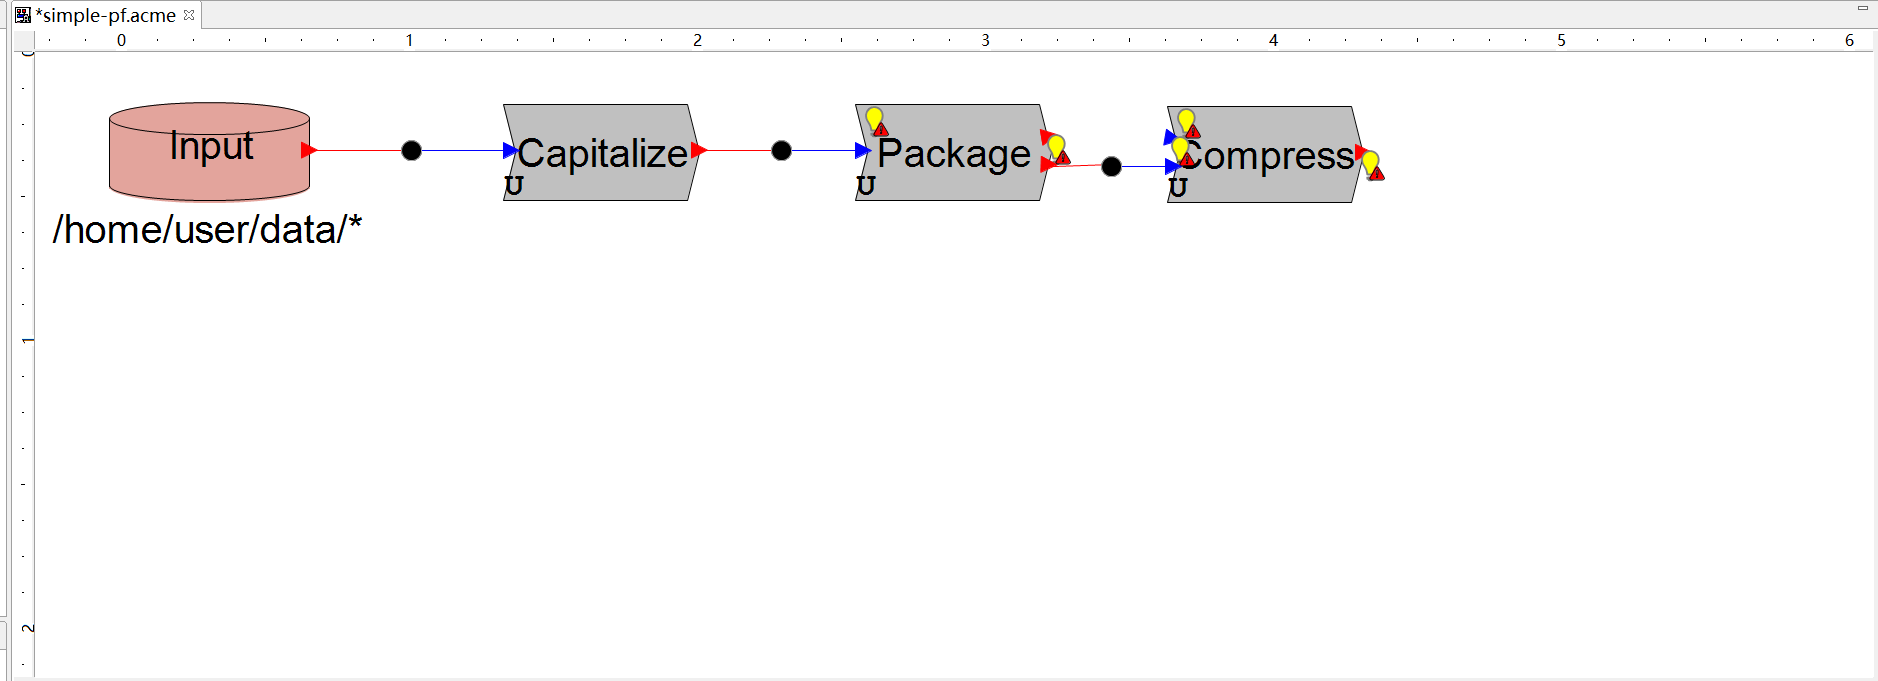 *simple-pf.acme
0 1 2 3 4 5 6
0
Input Capitalize Package Compress
U U U
/home/user/data/*
1
2